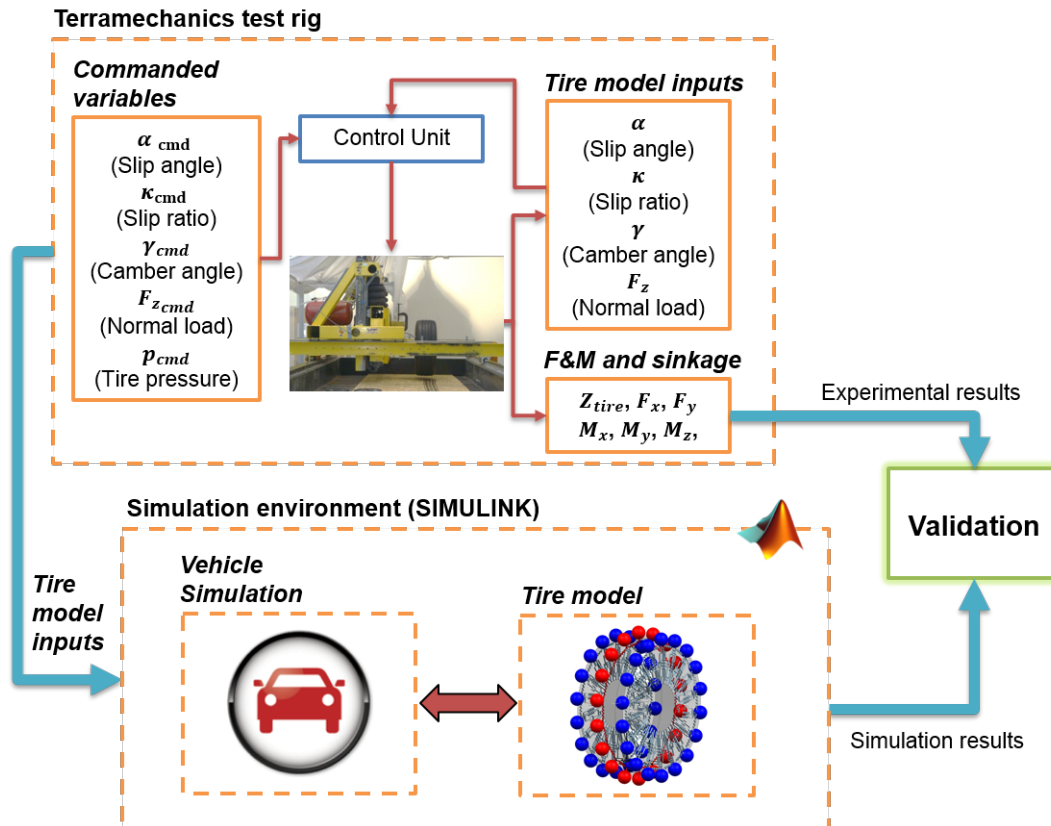 Terramechanics test rig
Commanded
variables
α cmd
(Slip angle)
κcmd
(Slip ratio)
γcmd
(Camber angle)
Fzcmd
(Normal load)
pcmd
(Tire pressure)
Control Unit
Tire model inputs
α
(Slip angle)
κ
(Slip ratio)
γ
(Camber angle)
Fz
(Normal load)
F&M and sinkage
Ztire, Fx, Fy
Mx, My, Mz,
Experimental results
Validation
Simulation environment (SIMULINK)
Tire
model
inputs
Vehicle
Simulation
Tire model
Simulation results